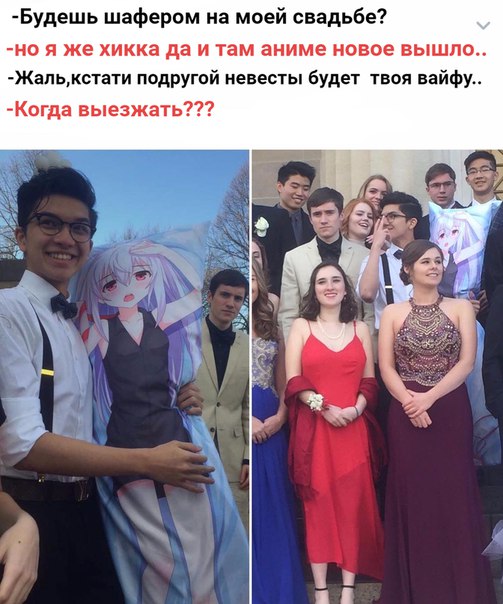 -Будешь шафером на моей свадьбе?
-но я же хикка да и там аниме новое вышло..
-Жаль,кстати подругой невесты будет твоя вайфу..
-Когда выезжать???